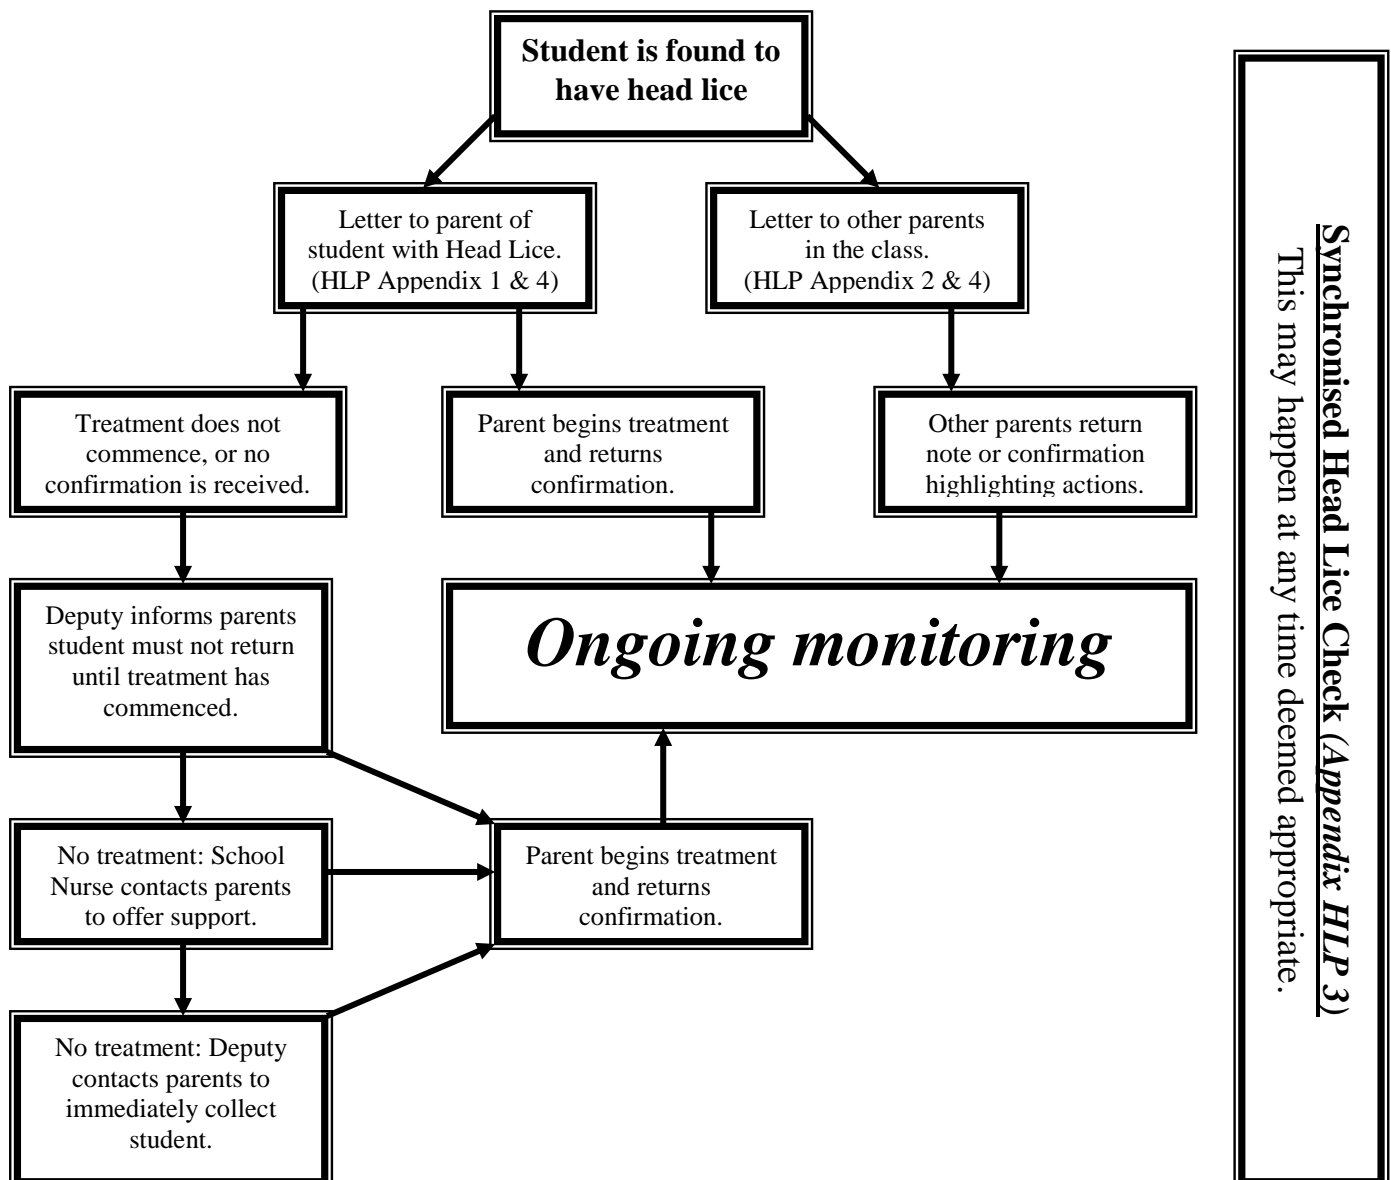 Student is found to
have head lice
Letter to parent of
student with Head Lice.
(HLP Appendix 1 & 4)
Letter to other parents
in the class.
(HLP Appendix 2 & 4)
Treatment does not
commence, or no
confirmation is received.
Parent begins treatment
and returns
confirmation.
Other parents return
note or confirmation
highlighting actions.
Deputy informs parents
student must not return
until treatment has
commenced.
Ongoing monitoring
No treatment: School
Nurse contacts parents
to offer support.
Parent begins treatment
and returns
confirmation.
No treatment: Deputy
contacts parents to
immediately collect
student.
Synchronised Head Lice Check (Appendix HLP 3)
This may happen at any time deemed appropriate.